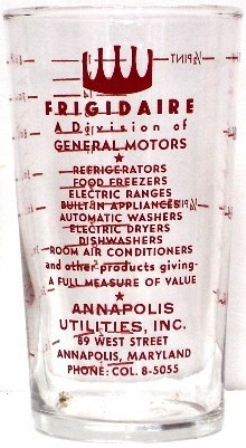 FRIGIDAIRE
A Division of
GENERAL MOTORS
REFRIGERATORS
FOOD FREEZERS
ELECTRIC RANGES
BUILT-IN APPLIANCES
AUTOMATIC WASHERS
ELECTRIC DRYERS
DISHWASHERS
ROOM AIR CONDITIONERS
and other products giving
A FULL MEASURE OF VALUE
ANNAPOLIS
UTILITIES, INC.
89 WEST STREET
ANNAPOLIS, MARYLAND
PHONE: COL. 8-5055